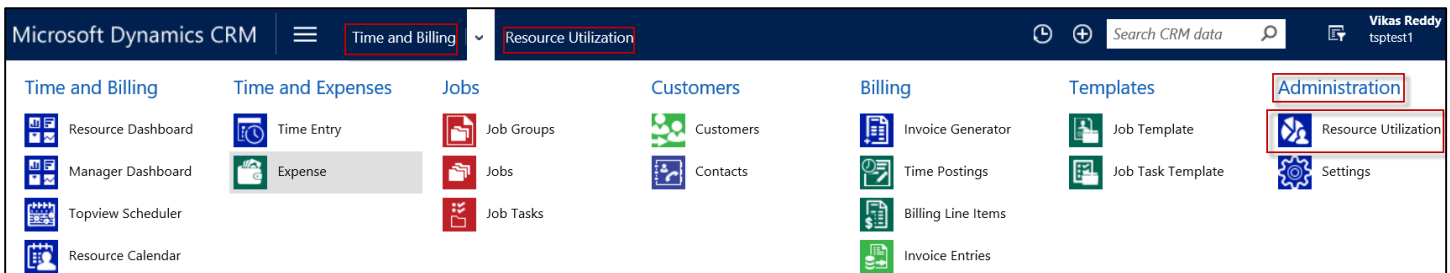 Microsoft Dynamics CRM Time and Billing Resource Utilization Search CRM data Vikas Reddy
tsptest1
Time and Billing Time and Expenses Jobs Customers Billing Templates Administration
Resource Dashboard Time Entry Job Groups Customers Invoice Generator Job Template Resource Utilization
Manager Dashboard Expense Jobs Contacts Time Postings Job Task Template Settings
Topview Scheduler Job Tasks Billing Line Items
Resource Calendar Invoice Entries